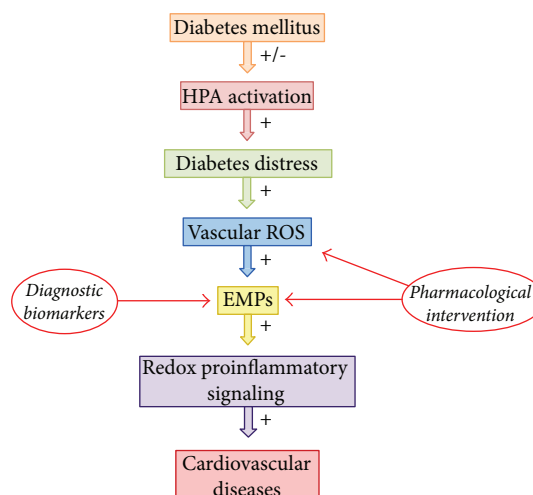 Diabetes mellitus
+/-
HPA activation
+
Diabetes distress
+
Vascular ROS
+
Diagnostic
biomarkers
EMPs
Pharmacological
intervention
+
Redox proinflammatory
signaling
+
Cardiovascular
diseases